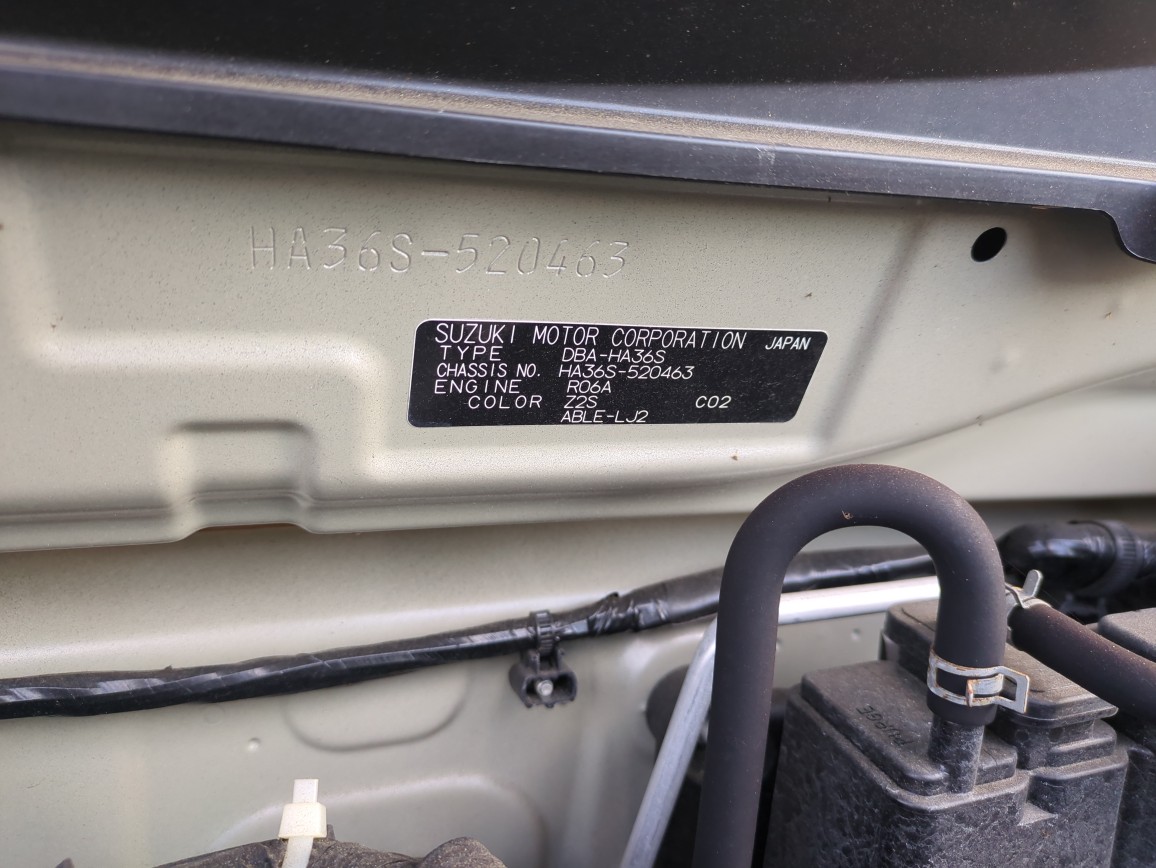 HA36S-520463
SUZUKI MOTOR CORPORATION JAPAN
TYPE DBA-HA36S
CHASSIS NO. HA36S-520463
ENGINE R06A
COLOR Z2S C02
ABLE-LJ2
PURGE